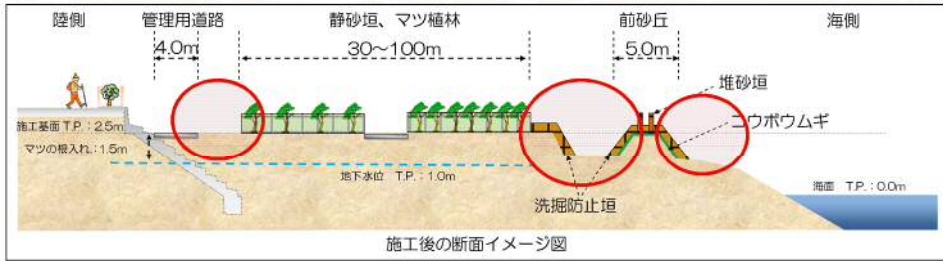 陸側
管理用道路
静砂垣、マツ植林
前砂丘
海側
4.0m
30～100m
5.0m
堆砂垣
コウボウムギ
施工基面 T.P.：2.5m
マツの根入れ：1.5m
地下水位 T.P.：1.0m
洗掘防止垣
海面 T.P.：0.0m
施工後の断面イメージ図